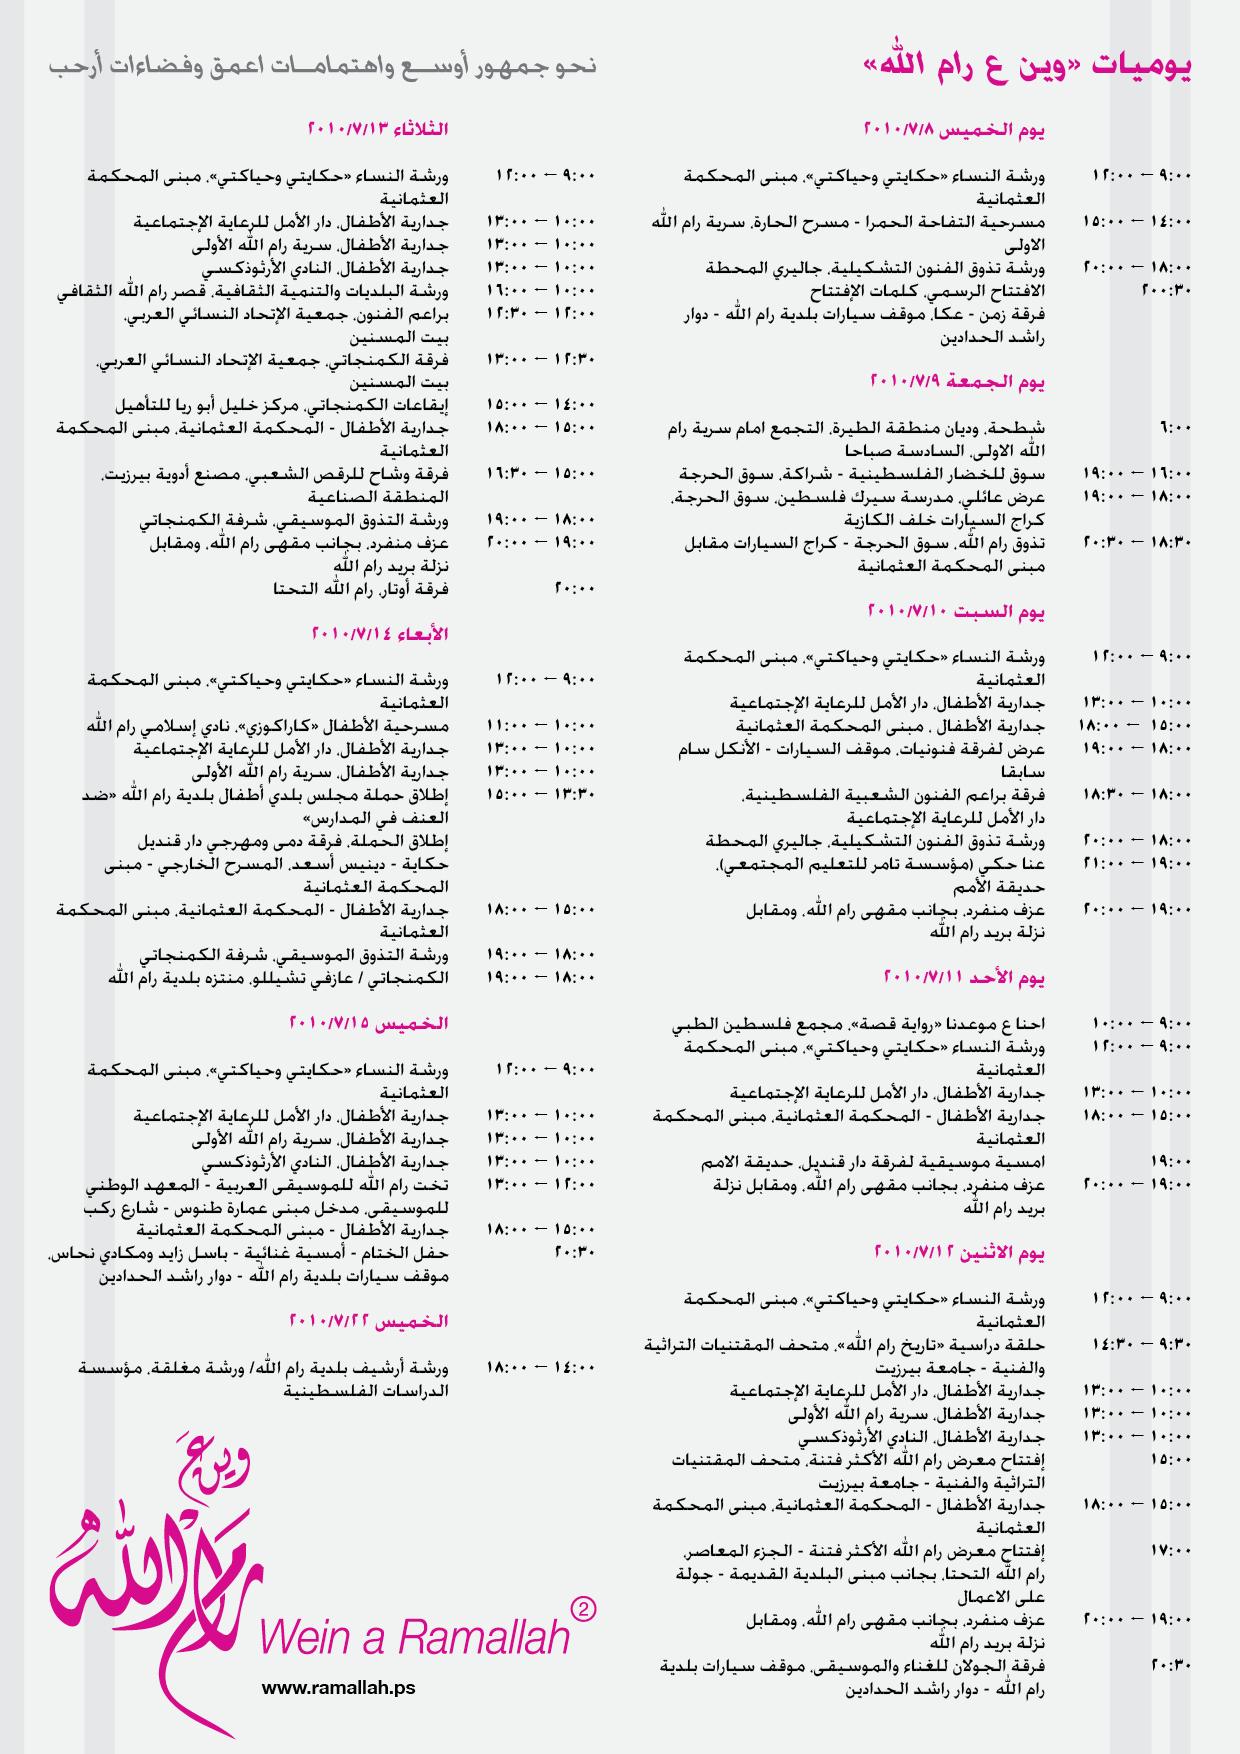 يوميات «وين ع رام الله»
نحو جمهور أوســع واهتمامــات اعمق وفضاءات أرحب
يوم الخميس ٢٠١٠/٧/٨
٩:٠٠ ← ١٢:٠٠ ورشة النساء «حكايتي وحياكتي»، مبنى المحكمة
العثمانية
١٤:٠٠ ← ١٥:٠٠ مسرحية التفاحة الحمرا - مسرح الحارة، سرية رام الله
الاولى
١٨:٠٠ ← ٢٠:٠٠ ورشة تذوق الفنون التشكيلية، جاليري المحطة
٢٠٠:٣٠ الافتتاح الرسمي، كلمات الإفتتاح
فرقة زمن - عكا، موقف سيارات بلدية رام الله - دوار
راشد الحدادين
يوم الجمعة ٢٠١٠/٧/٩
٦:٠٠ شطحة، وديان منطقة الطيرة، التجمع امام سرية رام
الله الاولى، السادسة صباحا
١٦:٠٠ ← ١٩:٠٠ سوق للخضار الفلسطينية - شراكة، سوق الحرجة
١٨:٠٠ ← ١٩:٠٠ عرض عائلي، مدرسة سيرك فلسطين، سوق الحرجة،
كراج السيارات خلف الكازية
١٨:٣٠ ← ٢٠:٣٠ تذوق رام الله، سوق الحرجة - كراج السيارات مقابل
مبنى المحكمة العثمانية
يوم السبت ٢٠١٠/٧/١٠
٩:٠٠ ← ١٢:٠٠ ورشة النساء «حكايتي وحياكتي»، مبنى المحكمة
العثمانية
١٠:٠٠ ← ١٣:٠٠ جدارية الأطفال، دار الأمل للرعاية الإجتماعية
١٥:٠٠ ← ١٨:٠٠ جدارية الأطفال ، مبنى المحكمة العثمانية
١٨:٠٠ ← ١٩:٠٠ عرض لفرقة فنونيات، موقف السيارات - الأنكل سام
سابقا
١٨:٠٠ ← ١٨:٣٠ فرقة براعم الفنون الشعبية الفلسطينية،
دار الأمل للرعاية الإجتماعية
١٨:٠٠ ← ٢٠:٠٠ ورشة تذوق الفنون التشكيلية، جاليري المحطة
١٩:٠٠ ← ٢١:٠٠ عنا حكي (مؤسسة تامر للتعليم المجتمعي)،
حديقة الأمم
١٩:٠٠ ← ٢٠:٠٠ عزف منفرد، بجانب مقهى رام الله، ومقابل
نزلة بريد رام الله
يوم الأحد ٢٠١٠/٧/١١
٩:٠٠ ← ١٠:٠٠ احنا ع موعدنا «رواية قصة»، مجمع فلسطين الطبي
٩:٠٠ ← ١٢:٠٠ ورشة النساء «حكايتي وحياكتي»، مبنى المحكمة
العثمانية
١٠:٠٠ ← ١٣:٠٠ جدارية الأطفال، دار الأمل للرعاية الإجتماعية
١٥:٠٠ ← ١٨:٠٠ جدارية الأطفال - المحكمة العثمانية، مبنى المحكمة
العثمانية
١٩:٠٠ امسية موسيقية لفرقة دار قنديل، حديقة الامم
١٩:٠٠ ← ٢٠:٠٠ عزف منفرد، بجانب مقهى رام الله، ومقابل نزلة
بريد رام الله
يوم الاثنين ٢٠١٠/٧/١٢
٩:٠٠ ← ١٢:٠٠ ورشة النساء «حكايتي وحياكتي»، مبنى المحكمة
العثمانية
٩:٣٠ ← ١٤:٣٠ حلقة دراسية «تاريخ رام الله»، متحف المقتنيات التراثية
والفنية - جامعة بيرزيت
١٠:٠٠ ← ١٣:٠٠ جدارية الأطفال، دار الأمل للرعاية الإجتماعية
١٠:٠٠ ← ١٣:٠٠ جدارية الأطفال، سرية رام الله الأولى
١٠:٠٠ ← ١٣:٠٠ جدارية الأطفال، النادي الأرثوذكسي
١٥:٠٠ إفتتاح معرض رام الله الأكثر فتنة، متحف المقتنيات
التراثية والفنية - جامعة بيرزيت
١٥:٠٠ ← ١٨:٠٠ جدارية الأطفال - المحكمة العثمانية، مبنى المحكمة
العثمانية
١٧:٠٠ إفتتاح معرض رام الله الأكثر فتنة - الجزء المعاصر،
رام الله التحتا، بجانب مبنى البلدية القديمة - جولة
على الاعمال
١٩:٠٠ ← ٢٠:٠٠ عزف منفرد، بجانب مقهى رام الله، ومقابل
نزلة بريد رام الله
٢٠:٣٠ فرقة الجولان للغناء والموسيقى، موقف سيارات بلدية
رام الله - دوار راشد الحدادين
الثلاثاء ٢٠١٠/٧/١٣
٩:٠٠ ← ١٢:٠٠ ورشة النساء «حكايتي وحياكتي»، مبنى المحكمة
العثمانية
١٠:٠٠ ← ١٣:٠٠ جدارية الأطفال، دار الأمل للرعاية الإجتماعية
١٠:٠٠ ← ١٣:٠٠ جدارية الأطفال، سرية رام الله الأولى
١٠:٠٠ ← ١٣:٠٠ جدارية الأطفال، النادي الأرثوذكسي
١٠:٠٠ ← ١٦:٠٠ ورشة البلديات والتنمية الثقافية، قصر رام الله الثقافي
١٢:٠٠ ← ١٢:٣٠ براعم الفنون، جمعية الإتحاد النسائي العربي،
بيت المسنين
١٢:٣٠ ← ١٣:٠٠ فرقة الكمنجاتي، جمعية الإتحاد النسائي العربي،
بيت المسنين
١٤:٠٠ ← ١٥:٠٠ إيقاعات الكمنجاتي، مركز خليل أبو ريا للتأهيل
١٥:٠٠ ← ١٨:٠٠ جدارية الأطفال - المحكمة العثمانية، مبنى المحكمة
العثمانية
١٥:٠٠ ← ١٦:٣٠ فرقة وشاح للرقص الشعبي، مصنع أدوية بيرزيت،
المنطقة الصناعية
١٨:٠٠ ← ١٩:٠٠ ورشة التذوق الموسيقي، شرفة الكمنجاتي
١٩:٠٠ ← ٢٠:٠٠ عزف منفرد، بجانب مقهى رام الله، ومقابل
نزلة بريد رام الله
٢٠:٠٠ فرقة أوتار، رام الله التحتا
الأبعاء ٢٠١٠/٧/١٤
٩:٠٠ ← ١٢:٠٠ ورشة النساء «حكايتي وحياكتي»، مبنى المحكمة
العثمانية
١٠:٠٠ ← ١١:٠٠ مسرحية الأطفال «كاراكوزي»، نادي إسلامي رام الله
١٠:٠٠ ← ١٣:٠٠ جدارية الأطفال، دار الأمل للرعاية الإجتماعية
١٠:٠٠ ← ١٣:٠٠ جدارية الأطفال، سرية رام الله الأولى
١٣:٣٠ ← ١٥:٠٠ إطلاق حملة مجلس بلدي أطفال بلدية رام الله «ضد
العنف في المدارس»
إطلاق الحملة، فرقة دمى ومهرجي دار قنديل
حكاية - دينيس أسعد، المسرح الخارجي - مبنى
المحكمة العثمانية
١٥:٠٠ ← ١٨:٠٠ جدارية الأطفال - المحكمة العثمانية، مبنى المحكمة
العثمانية
١٨:٠٠ ← ١٩:٠٠ ورشة التذوق الموسيقي، شرفة الكمنجاتي
١٨:٠٠ ← ١٩:٠٠ الكمنجاتي / عازفي تشيللو، منتزه بلدية رام الله
الخميس ٢٠١٠/٧/١٥
٩:٠٠ ← ١٢:٠٠ ورشة النساء «حكايتي وحياكتي»، مبنى المحكمة
العثمانية
١٠:٠٠ ← ١٣:٠٠ جدارية الأطفال، دار الأمل للرعاية الإجتماعية
١٠:٠٠ ← ١٣:٠٠ جدارية الأطفال، سرية رام الله الأولى
١٠:٠٠ ← ١٣:٠٠ جدارية الأطفال، النادي الأرثوذكسي
١٢:٠٠ ← ١٣:٠٠ تخت رام الله للموسيقى العربية - المعهد الوطني
للموسيقى، مدخل مبنى عمارة طنوس - شارع ركب
١٥:٠٠ ← ١٨:٠٠ جدارية الأطفال - مبنى المحكمة العثمانية
٢٠:٣٠ حفل الختام - أمسية غنائية - باسل زايد ومكادي نحاس،
موقف سيارات بلدية رام الله - دوار راشد الحدادين
الخميس ٢٠١٠/٧/٢٢
١٤:٠٠ ← ١٨:٠٠ ورشة أرشيف بلدية رام الله/ ورشة مغلقة، مؤسسة
الدراسات الفلسطينية
وين ع
رام الله
Wein a Ramallah 2
www.ramallah.ps